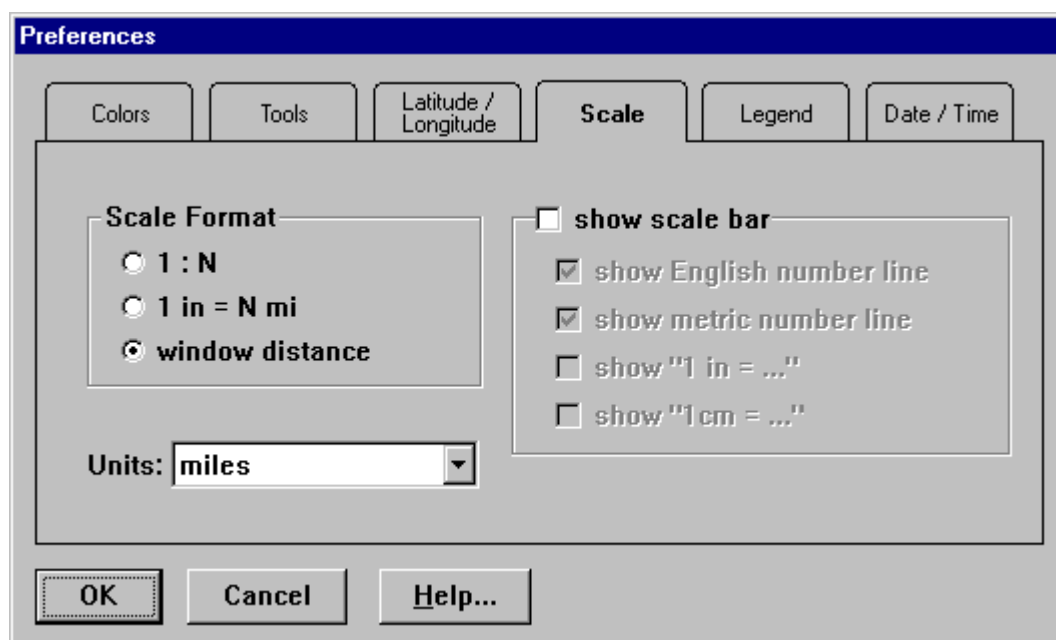 Preferences
Colors
Tools
Latitude /
Longitude
Scale
Legend
Date / Time
Scale Format
1 : N
1 in = N mi
window distance
Units: miles
show scale bar
show English number line
show metric number line
show "1 in = ..."
show "1cm = ..."
OK
Cancel
Help...